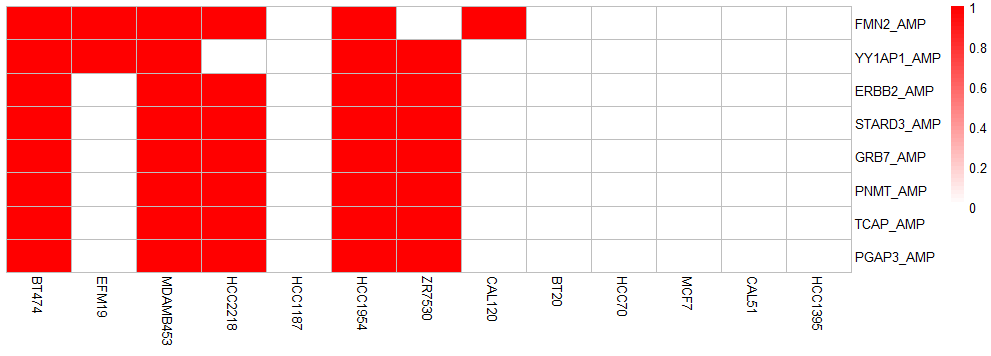 FMN2_AMP
YY1AP1_AMP
ERBB2_AMP
STARD3_AMP
GRB7_AMP
PNMT_AMP
TCAP_AMP
PGAP3_AMP
1
0.8
0.6
0.4
0.2
0
BT474
EFM19
MDAMB453
HCC2218
HCC1187
HCC1954
ZR7530
CAL120
BT20
HCC70
MCF7
CAL51
HCC1395